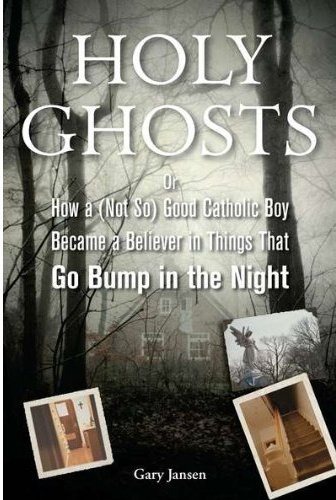 HOLY
GHOSTS
Or
How a (Not So) Good Catholic Boy
Became a Believer in Things That
Go Bump in the Night
Gary Jansen